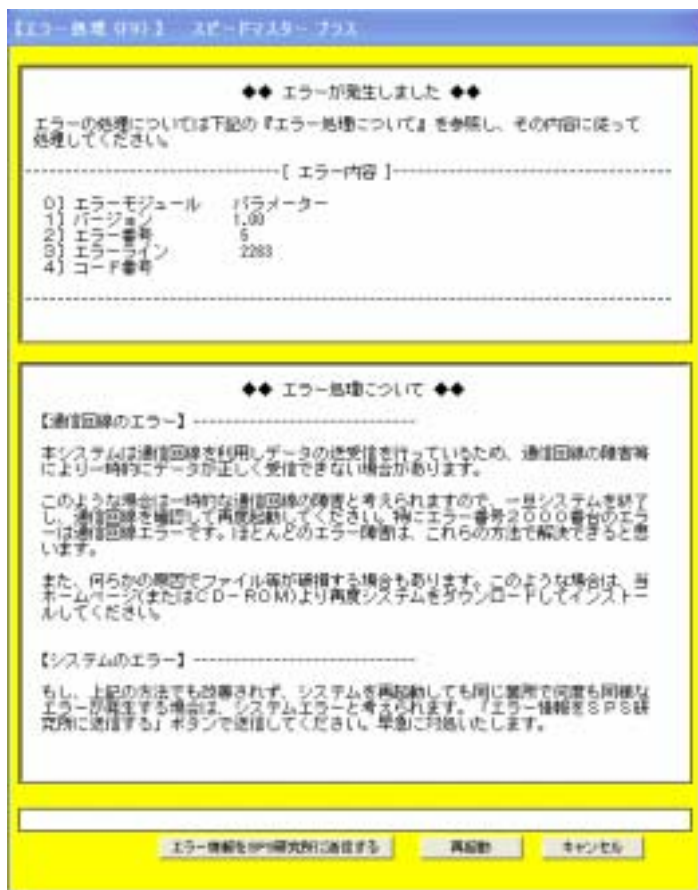 【エラー処理 (F9) 】 スピードマスター プラス
◆◆ エラーが発生しました ◆◆
エラーの処理については下記の『エラー処理について』を参照し、その内容に従って
処理してください。
------------------------------[ エラー内容 ]---------------------------------
0] エラーモジュール パラメーター
1] バージョン 1.00
2] エラー番号 5
3] エラーライン 2263
4] コード番号
◆◆ エラー処理について ◆◆
【通信回線のエラー】 ----------------------------
本システムは通信回線を利用しデータの送受信を行っているため、通信回線の障害等
により一時的にデータが正しく受信できない場合があります。
このような場合は一時的な通信回線の障害と考えられますので、一旦システムを終了
し、通信回線を確認して再度起動してください。特にエラー番号2000番台のエラ
ーは通信回線エラーです。ほとんどのエラー障害は、これらの方法で解決できると思
います。
また、何らかの原因でファイル等が破損する場合もあります。このような場合は、当
ホームページ(またはCD-ROM)より再度システムをダウンロードしてインストー
ルしてください。
【システムのエラー】 ----------------------------
もし、上記の方法でも改善されず、システムを再起動しても同じ箇所で何度も同様な
エラーが発生する場合は、システムエラーと考えられます。「エラー情報をSPS研
究所に送信する」ボタンで送信してください。早急に対処いたします。
エラー情報をSPS研究所に送信する 再起動 キャンセル